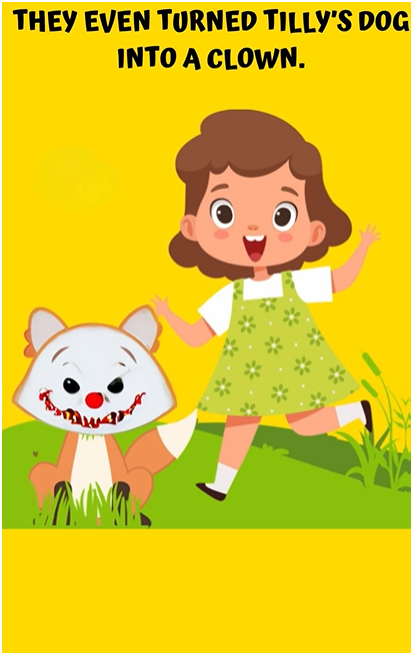 THEY EVEN TURNED TILLY'S DOG
INTO A CLOWN.